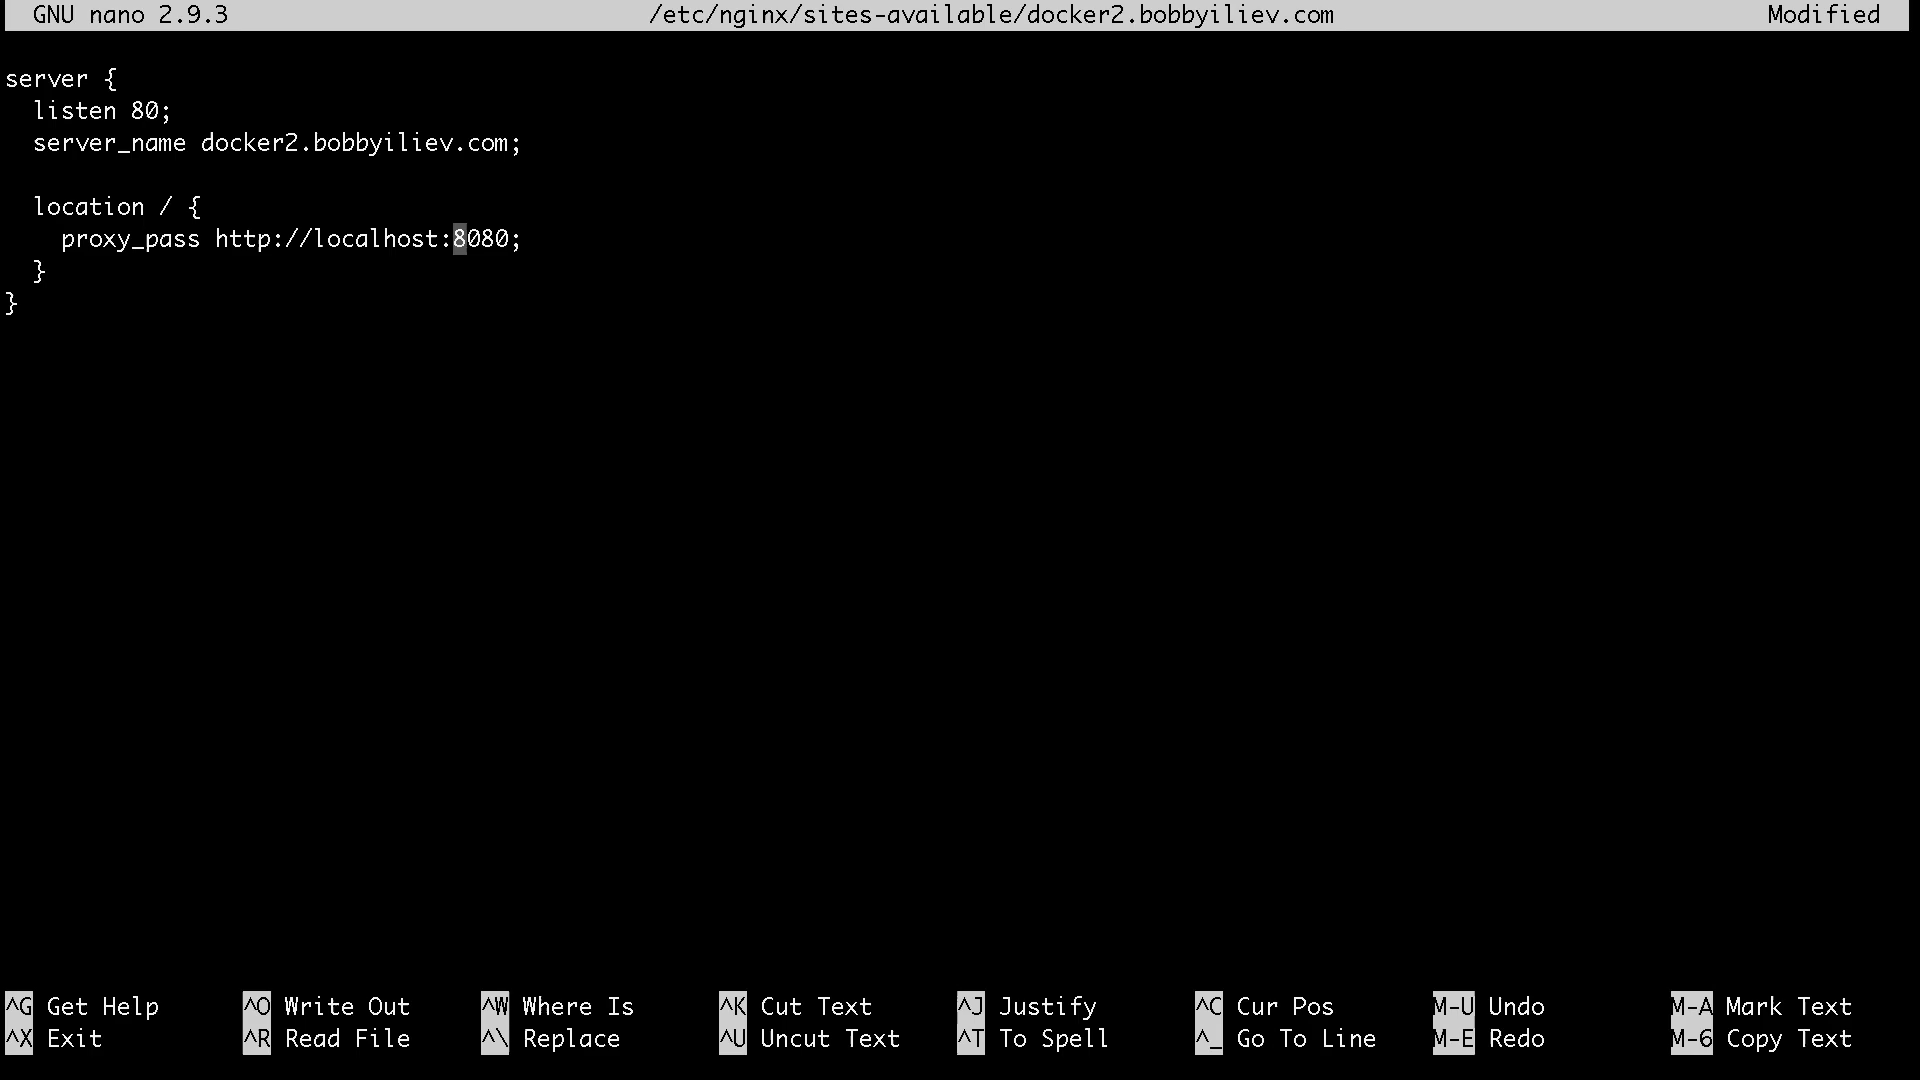 GNU nano 2.9.3 /etc/nginx/sites-available/docker2.bobbyiliev.com Modified
server {
  listen 80;
  server_name docker2.bobbyiliev.com;
  location / {
    proxy_pass http://localhost:8080;
  }
}
^G Get Help ^O Write Out ^W Where Is ^K Cut Text ^J Justify ^C Cur Pos M-U Undo M-A Mark Text
^X Exit ^R Read File ^\ Replace ^U Uncut Text ^T To Spell ^_ Go To Line M-E Redo M-6 Copy Text